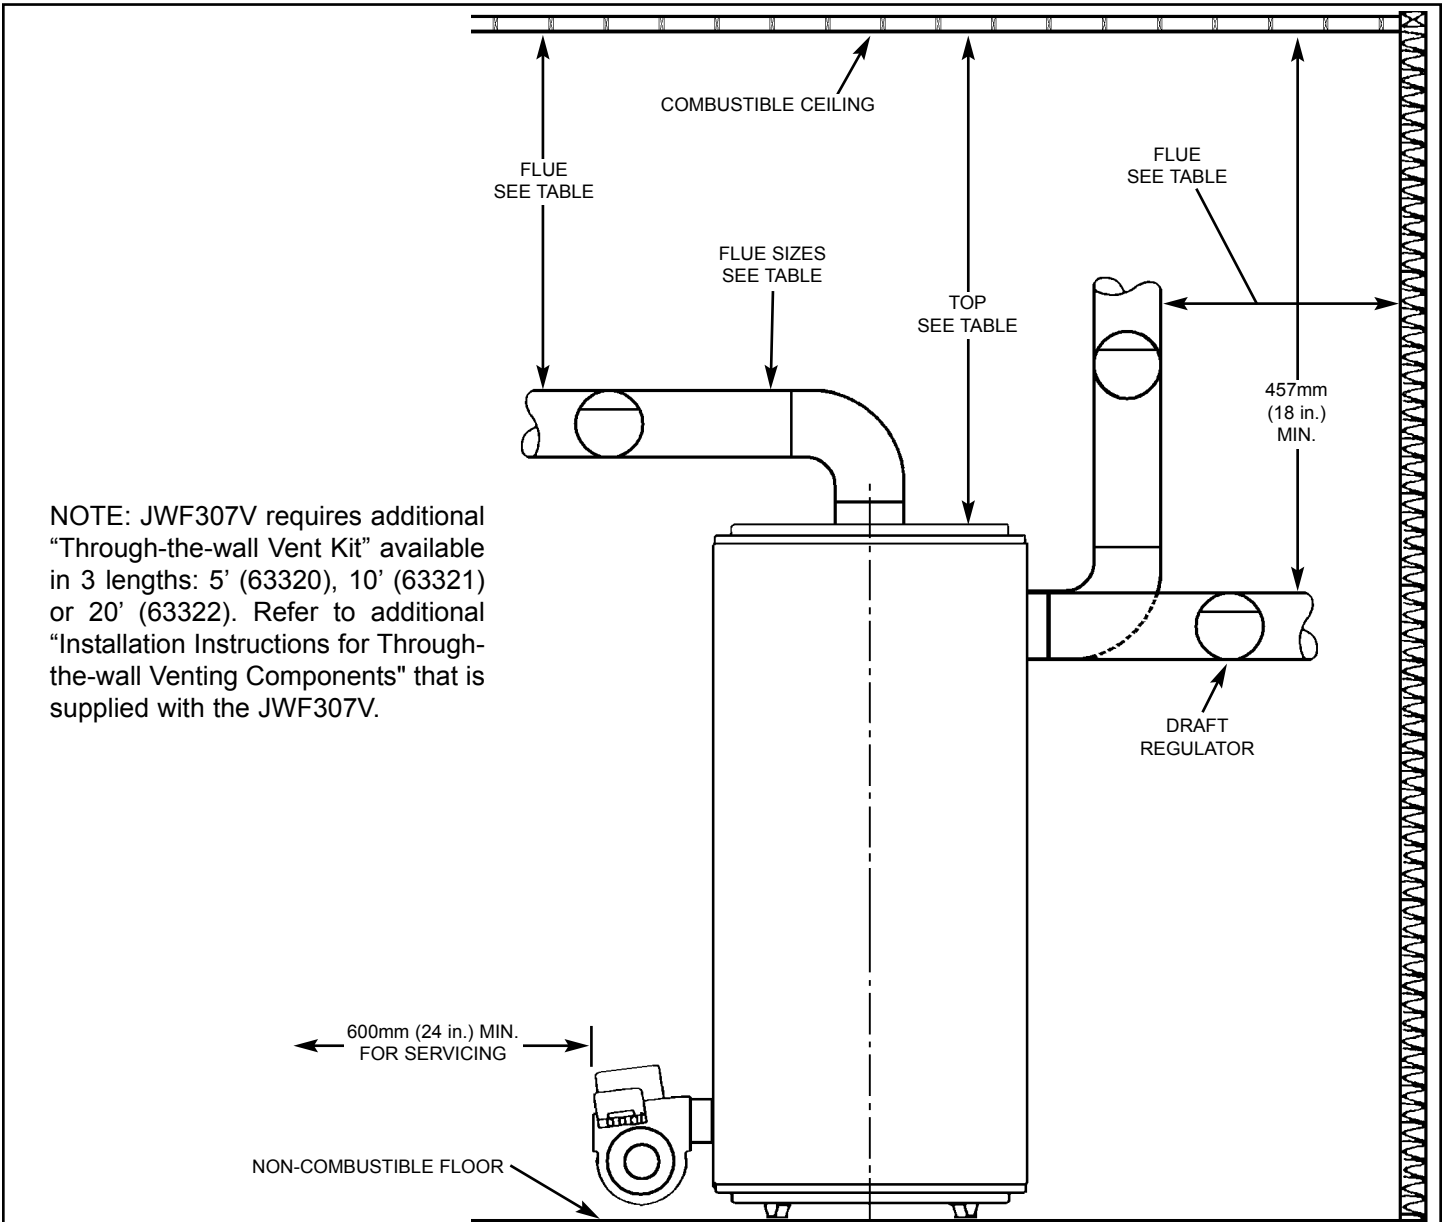 COMBUSTIBLE CEILING
FLUE
SEE TABLE
FLUE
SEE TABLE
FLUE SIZES
SEE TABLE
TOP
SEE TABLE
457mm
(18 in.)
MIN.
NOTE: JWF307V requires additional
“Through-the-wall Vent Kit” available
in 3 lengths: 5’ (63320), 10’ (63321)
or 20’ (63322). Refer to additional
“Installation Instructions for Through-
the-wall Venting Components" that is
supplied with the JWF307V.
DRAFT
REGULATOR
600mm (24 in.) MIN.
FOR SERVICING
NON-COMBUSTIBLE FLOOR